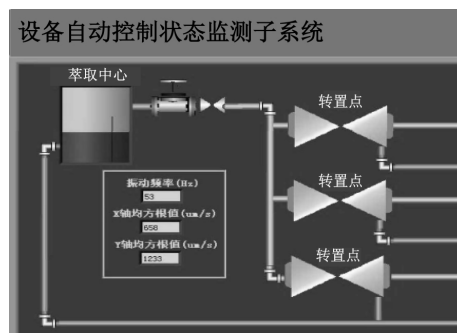 设备自动控制状态监测子系统
萃取中心
转置点
振动频率(Hz)
53
X轴均方根值(um/s)
658
Y轴均方根值(um/s)
1233
转置点
转置点